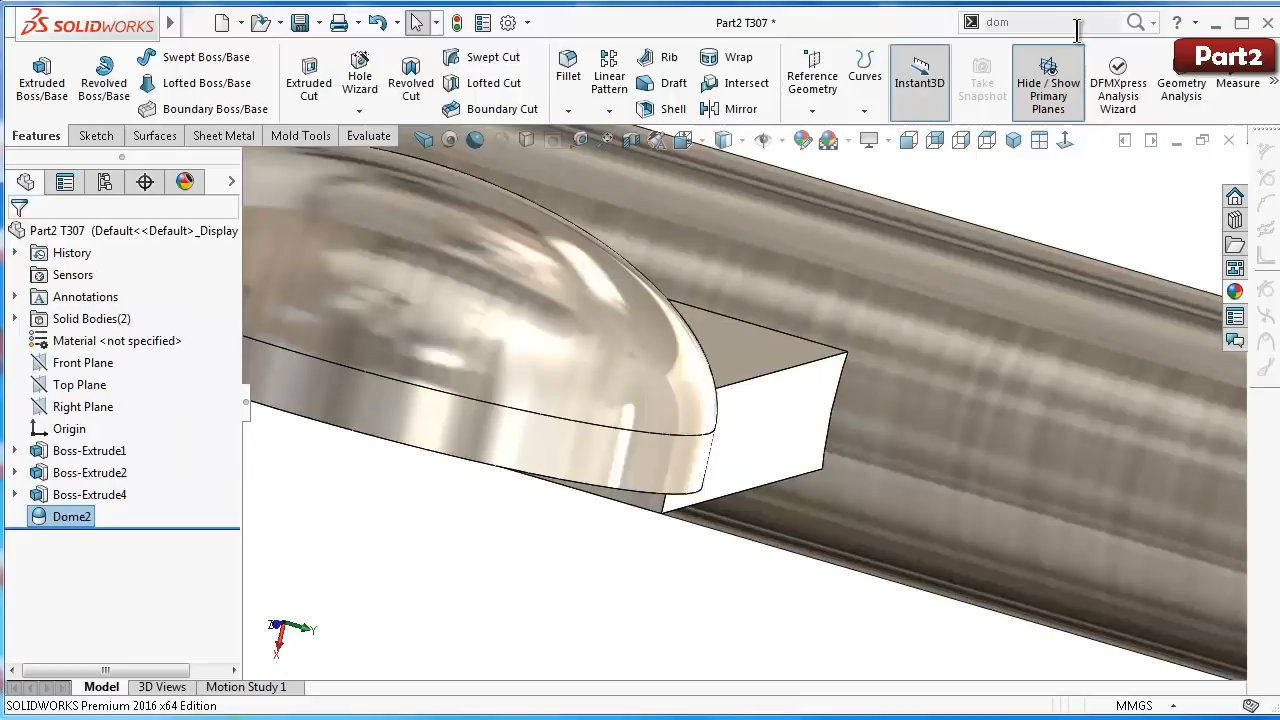 SOLIDWORKS
Part2 T307 *
dom
Part2
Extruded Boss/Base
Revolved Boss/Base
Swept Boss/Base
Lofted Boss/Base
Boundary Boss/Base
Extruded Cut
Hole Wizard
Revolved Cut
Swept Cut
Boundary Cut
Fillet
Linear Pattern
Rib
Draft
Shell
Wrap
Intersect
Mirror
Reference Geometry
Curves
Instant3D
Take Snapshot
Hide / Show Primary Planes
DFMXpress Analysis Wizard
Geometry Analysis
Measure
Features
Sketch
Surfaces
Sheet Metal
Mold Tools
Evaluate
Part2 T307 (Default<<Default>_Display
History
Sensors
Annotations
Solid Bodies(2)
Material <not specified>
Front Plane
Top Plane
Right Plane
Origin
Boss-Extrude1
Boss-Extrude2
Boss-Extrude4
Dome2
Z
Y
X
Model
3D Views
Motion Study 1
SOLIDWORKS Premium 2016 x64 Edition
MMGS